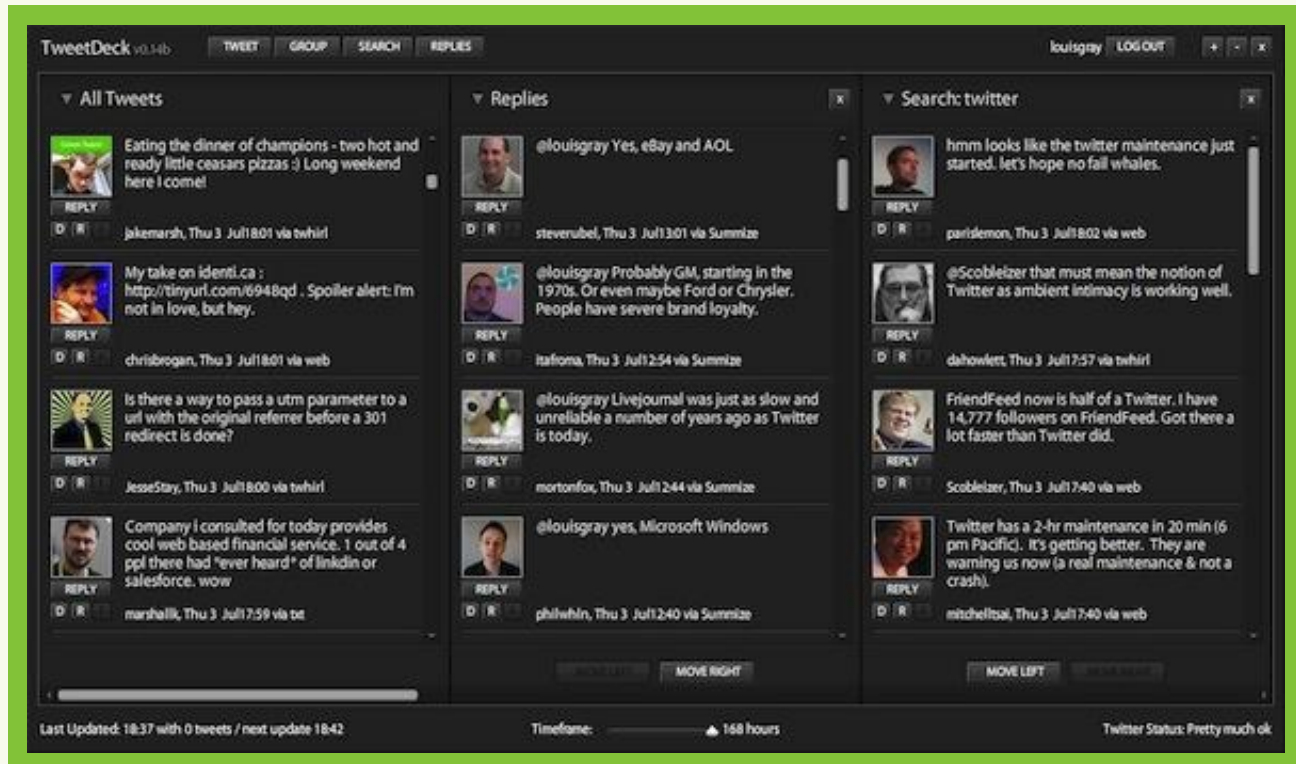 TweetDeck v0.14b
TWEET GROUP SEARCH REPLIES
louisgray LOG OUT + - x
All Tweets
Eating the dinner of champions - two hot and
ready little ceasars pizzas :) Long weekend
here I come!
REPLY
D R
jakemarsh, Thu 3 Jul18:01 via twhirl
My take on identi.ca :
http://tinyurl.com/6948qd . Spoiler alert: I'm
not in love, but hey.
REPLY
D R
chrisbrogan, Thu 3 Jul18:01 via web
Is there a way to pass a utm parameter to a
url with the original referrer before a 301
redirect is done?
REPLY
D R
JesseStay, Thu 3 Jul18:00 via twhirl
Company I consulted for today provides
cool web based financial service. 1 out of 4
ppl there had *ever heard* of linkdin or
salesforce. wow
REPLY
D R
marshallk, Thu 3 Jul17:59 via txt
Replies x
@louisgray Yes, eBay and AOL
REPLY
D R
steverubel, Thu 3 Jul13:01 via Summize
@louisgray Probably GM, starting in the
1970s. Or even maybe Ford or Chrysler.
People have severe brand loyalty.
REPLY
D R
itafroma, Thu 3 Jul12:54 via Summize
@louisgray Livejournal was just as slow and
unreliable a number of years ago as Twitter
is today.
REPLY
D R
mortonfox, Thu 3 Jul12:44 via Summize
@louisgray yes, Microsoft Windows
REPLY
D R
philwhln, Thu 3 Jul12:40 via Summize
MOVE LEFT MOVE RIGHT
Search: twitter x
hmm looks like the twitter maintenance just
started. let's hope no fail whales.
REPLY
D R
parislemon, Thu 3 Jul18:02 via web
@Scobleizer that must mean the notion of
Twitter as ambient intimacy is working well.
REPLY
D R
dahowlett, Thu 3 Jul17:57 via twhirl
FriendFeed now is half of a Twitter. I have
14,777 followers on FriendFeed. Got there a
lot faster than Twitter did.
REPLY
D R
Scobleizer, Thu 3 Jul17:40 via web
Twitter has a 2-hr maintenance in 20 min (6
pm Pacific). It's getting better. They are
warning us now (a real maintenance & not a
crash).
REPLY
D R
mitchelltsai, Thu 3 Jul17:40 via web
MOVE LEFT
Last Updated: 18:37 with 0 tweets / next update 18:42
Timeframe: 168 hours
Twitter Status: Pretty much ok